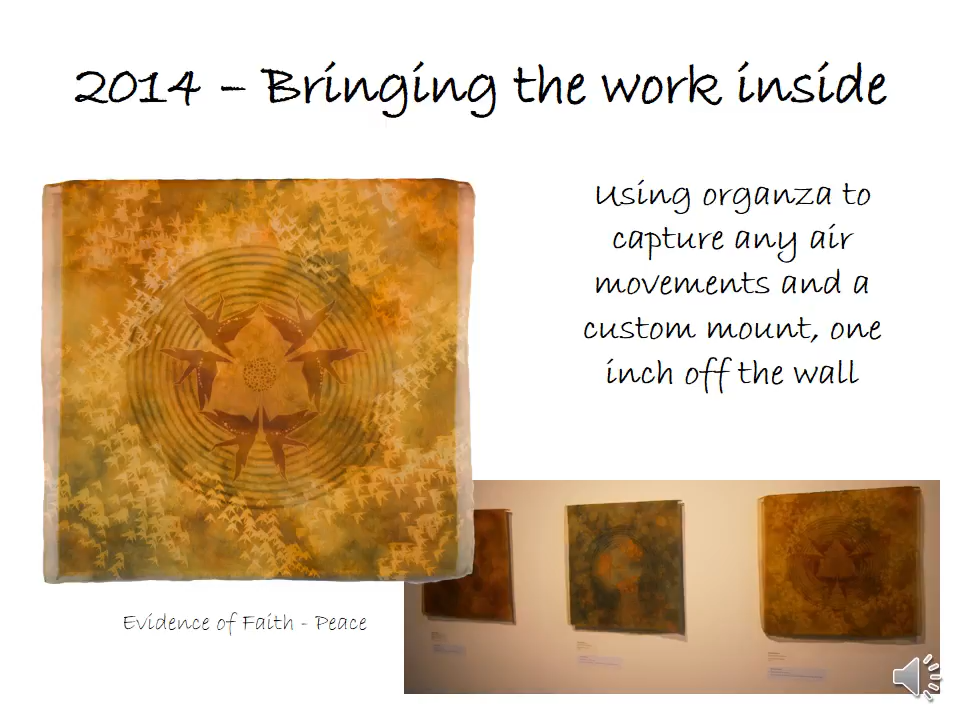 2014 – Bringing the work inside
Using organza to
capture any air
movements and a
custom mount, one
inch off the wall
Evidence of Faith - Peace